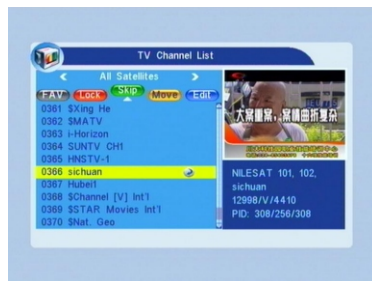 TV Channel List
All Satellites
FAV Lock Skip Move Edit
0361 $Xing He
0362 $MATV
0363 i-Horizon
0364 SUNTV CH1
0365 HNSTV-1
0366 sichuan
0367 Hubei1
0368 $Channel [V] Int'l
0369 $STAR Movies Int'l
0370 $Nat. Geo
大案重案，案情曲折复杂
NILESAT 101, 102,
sichuan
12998/V/4410
PID: 308/256/308